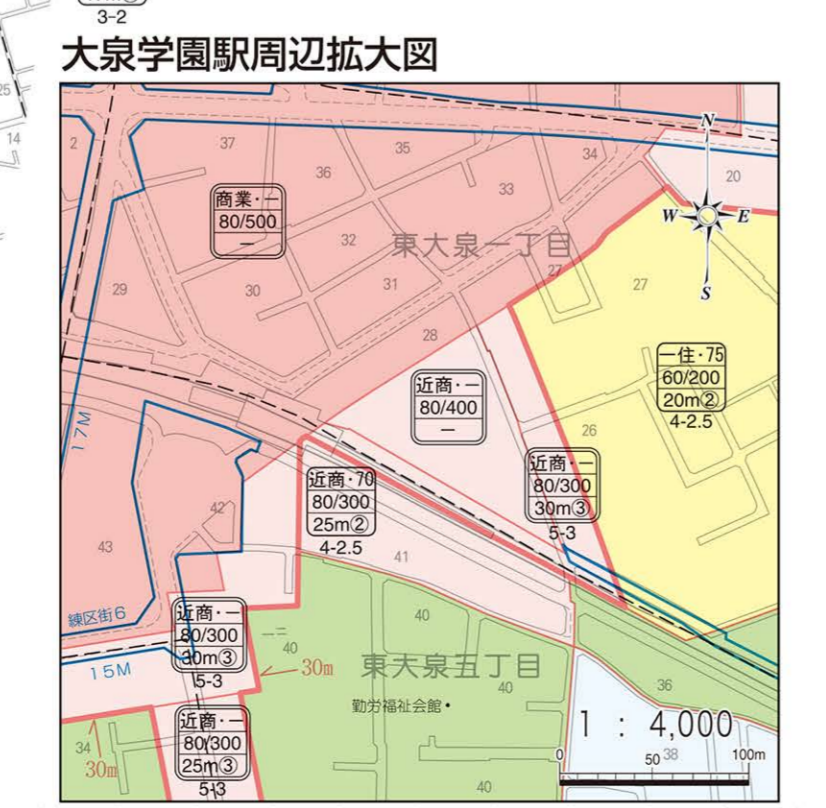 3-2
大泉学園駅周辺拡大図
25
14
2
37
36
35
34
N
W
E
S
20
商業・一
80/500
一
33
32
東大泉一丁目
27
27
29
30
31
28
17M
近商・一
80/400
一
一住・75
60/200
20m②
4-2.5
26
近商・一
80/300
30m③
5-3
近商・70
80/300
25m②
4-2.5
42
43
41
練区街6
15M
近商・一
80/300
30m③
5-3
40
一二
40
30m
東大泉五丁目
40
勤労福祉会館
36
1 : 4,000
0
50
100m
38
近商・一
80/300
25m③
5-3
34
30m
40